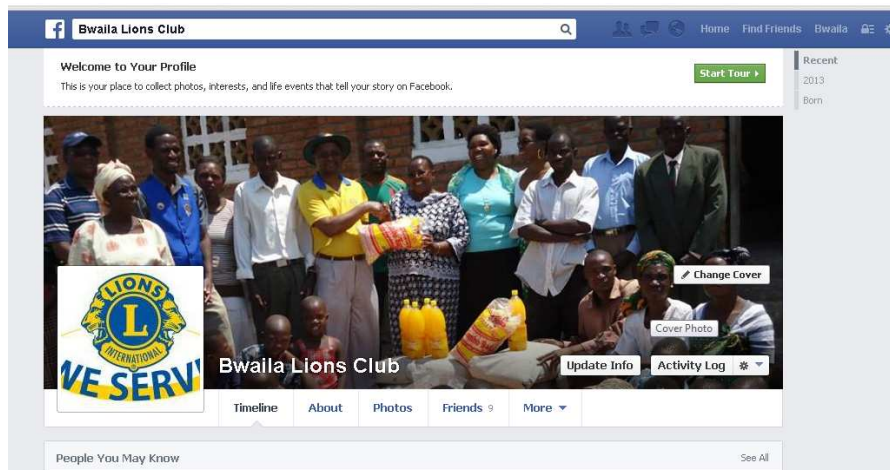 Bwaila Lions Club
Home Find Friends Bwaila
Welcome to Your Profile
This is your place to collect photos, interests, and life events that tell your story on Facebook.
Start Tour
Recent
2013
Born
Change Cover
Cover Photo
LIONS
L
INTERNATIONAL
WE SERV
Bwaila Lions Club
Update Info Activity Log
Timeline About Photos Friends 9 More
People You May Know See All